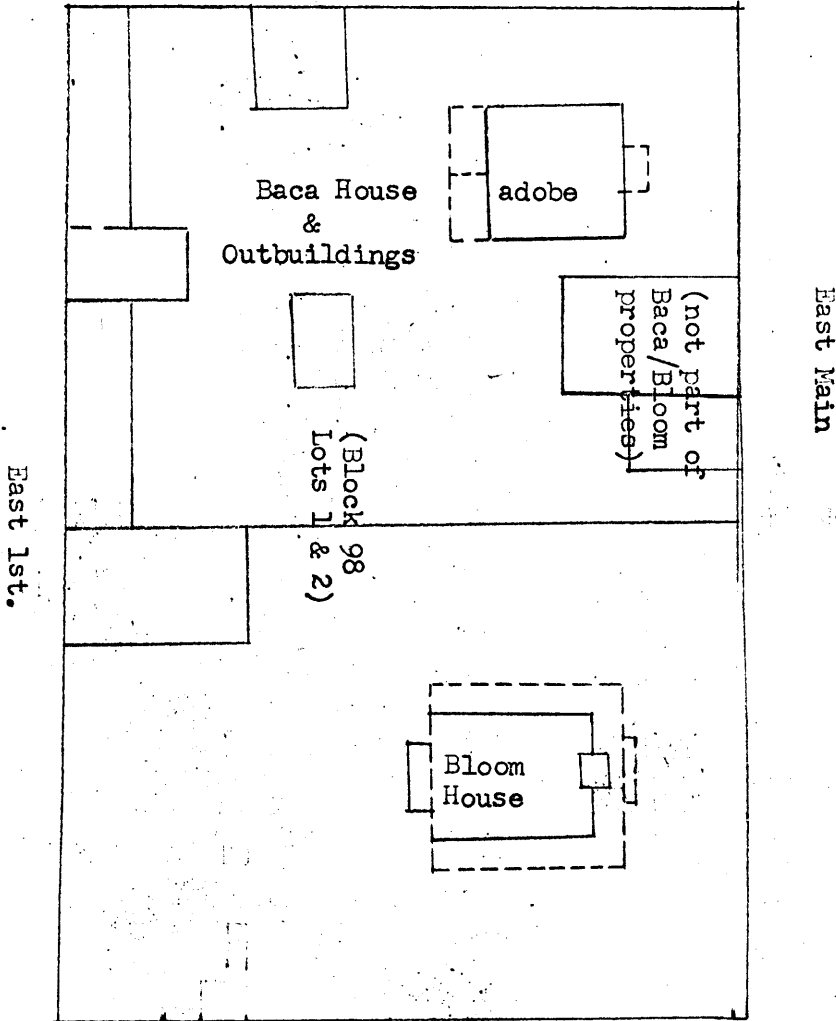 Baca House
&
Outbuildings
adobe
(not part of
Baca/Bloom
properties)
East Main
(Block 98
Lots 1 & 2)
East 1st.
Bloom
House